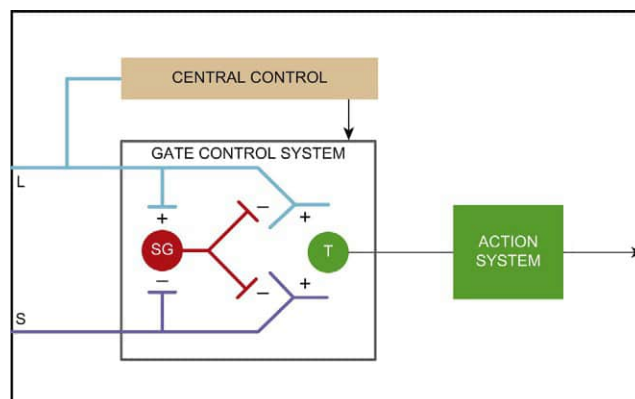 CENTRAL CONTROL
GATE CONTROL SYSTEM
L
+
SG
−
−
+
T
+
−
S
ACTION
SYSTEM